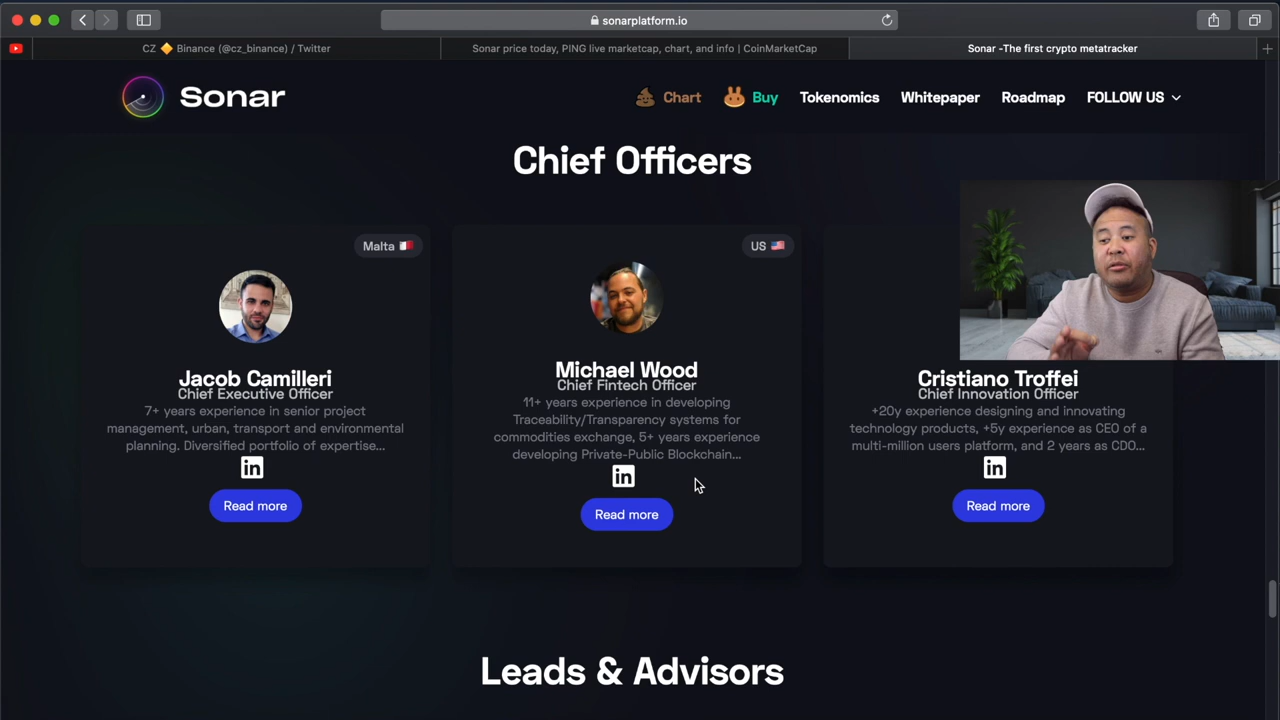 sonarplatform.io
CZ 🔶 Binance (@cz_binance) / Twitter
Sonar price today, PING live marketcap, chart, and info | CoinMarketCap
Sonar -The first crypto metatracker
Sonar
Chart
Buy
Tokenomics
Whitepaper
Roadmap
FOLLOW US
Chief Officers
Malta
Jacob Camilleri
Chief Executive Officer
7+ years experience in senior project
management, urban, transport and environmental
planning. Diversified portfolio of expertise...
in
Read more
US
Michael Wood
Chief Fintech Officer
11+ years experience in developing
Traceability/Transparency systems for
commodities exchange, 5+ years experience
developing Private-Public Blockchain...
in
Read more
Cristiano Troffei
Chief Innovation Officer
+20y experience designing and innovating
technology products, +5y experience as CEO of a
multi-million users platform, and 2 years as CDO...
in
Read more
Leads & Advisors